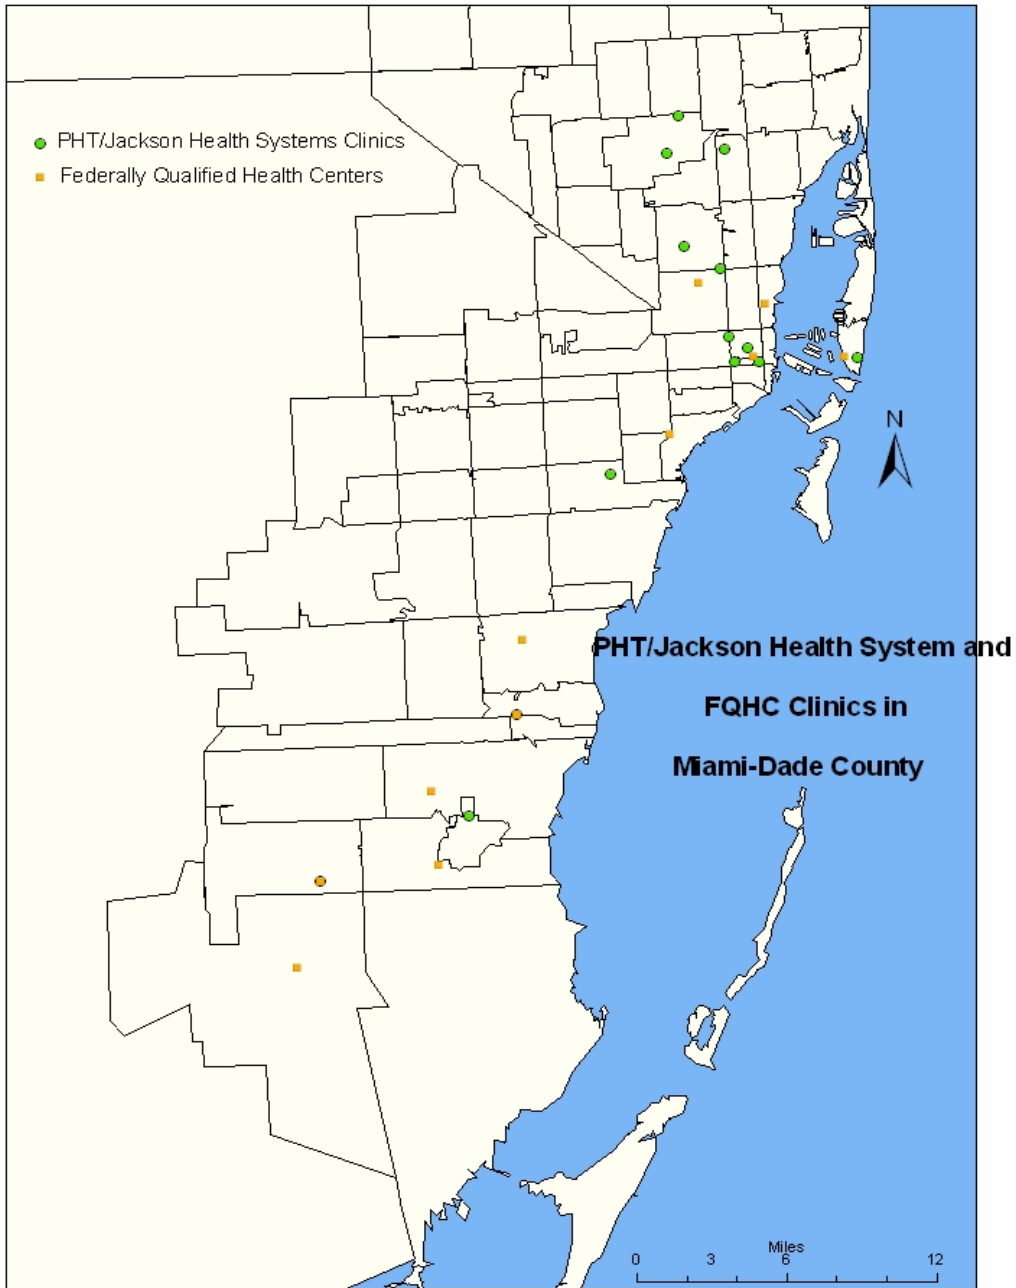 PHT/Jackson Health Systems Clinics
Federally Qualified Health Centers
N
PHT/Jackson Health System and
FQHC Clinics in
Miami-Dade County
Miles
0 3 6 12